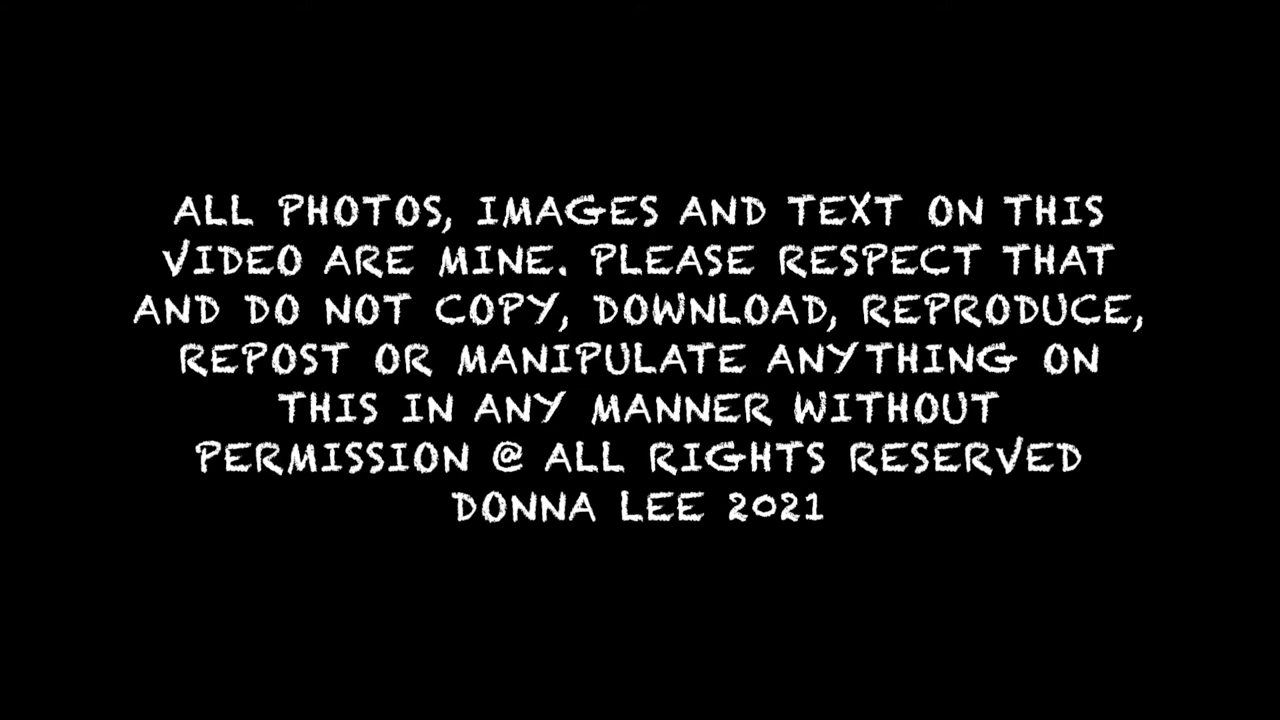 ALL PHOTOS, IMAGES AND TEXT ON THIS
VIDEO ARE MINE. PLEASE RESPECT THAT
AND DO NOT COPY, DOWNLOAD, REPRODUCE,
REPOST OR MANIPULATE ANYTHING ON
THIS IN ANY MANNER WITHOUT
PERMISSION @ ALL RIGHTS RESERVED
DONNA LEE 2021